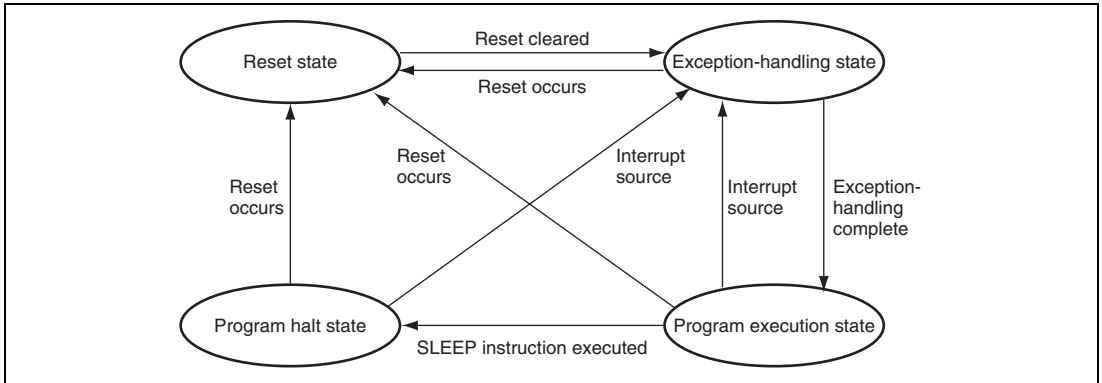 Reset cleared
Reset state
Exception-handling state
Reset occurs
Reset
occurs
Interrupt
source
Reset
occurs
Interrupt
source
Exception-
handling
complete
Program halt state
Program execution state
SLEEP instruction executed